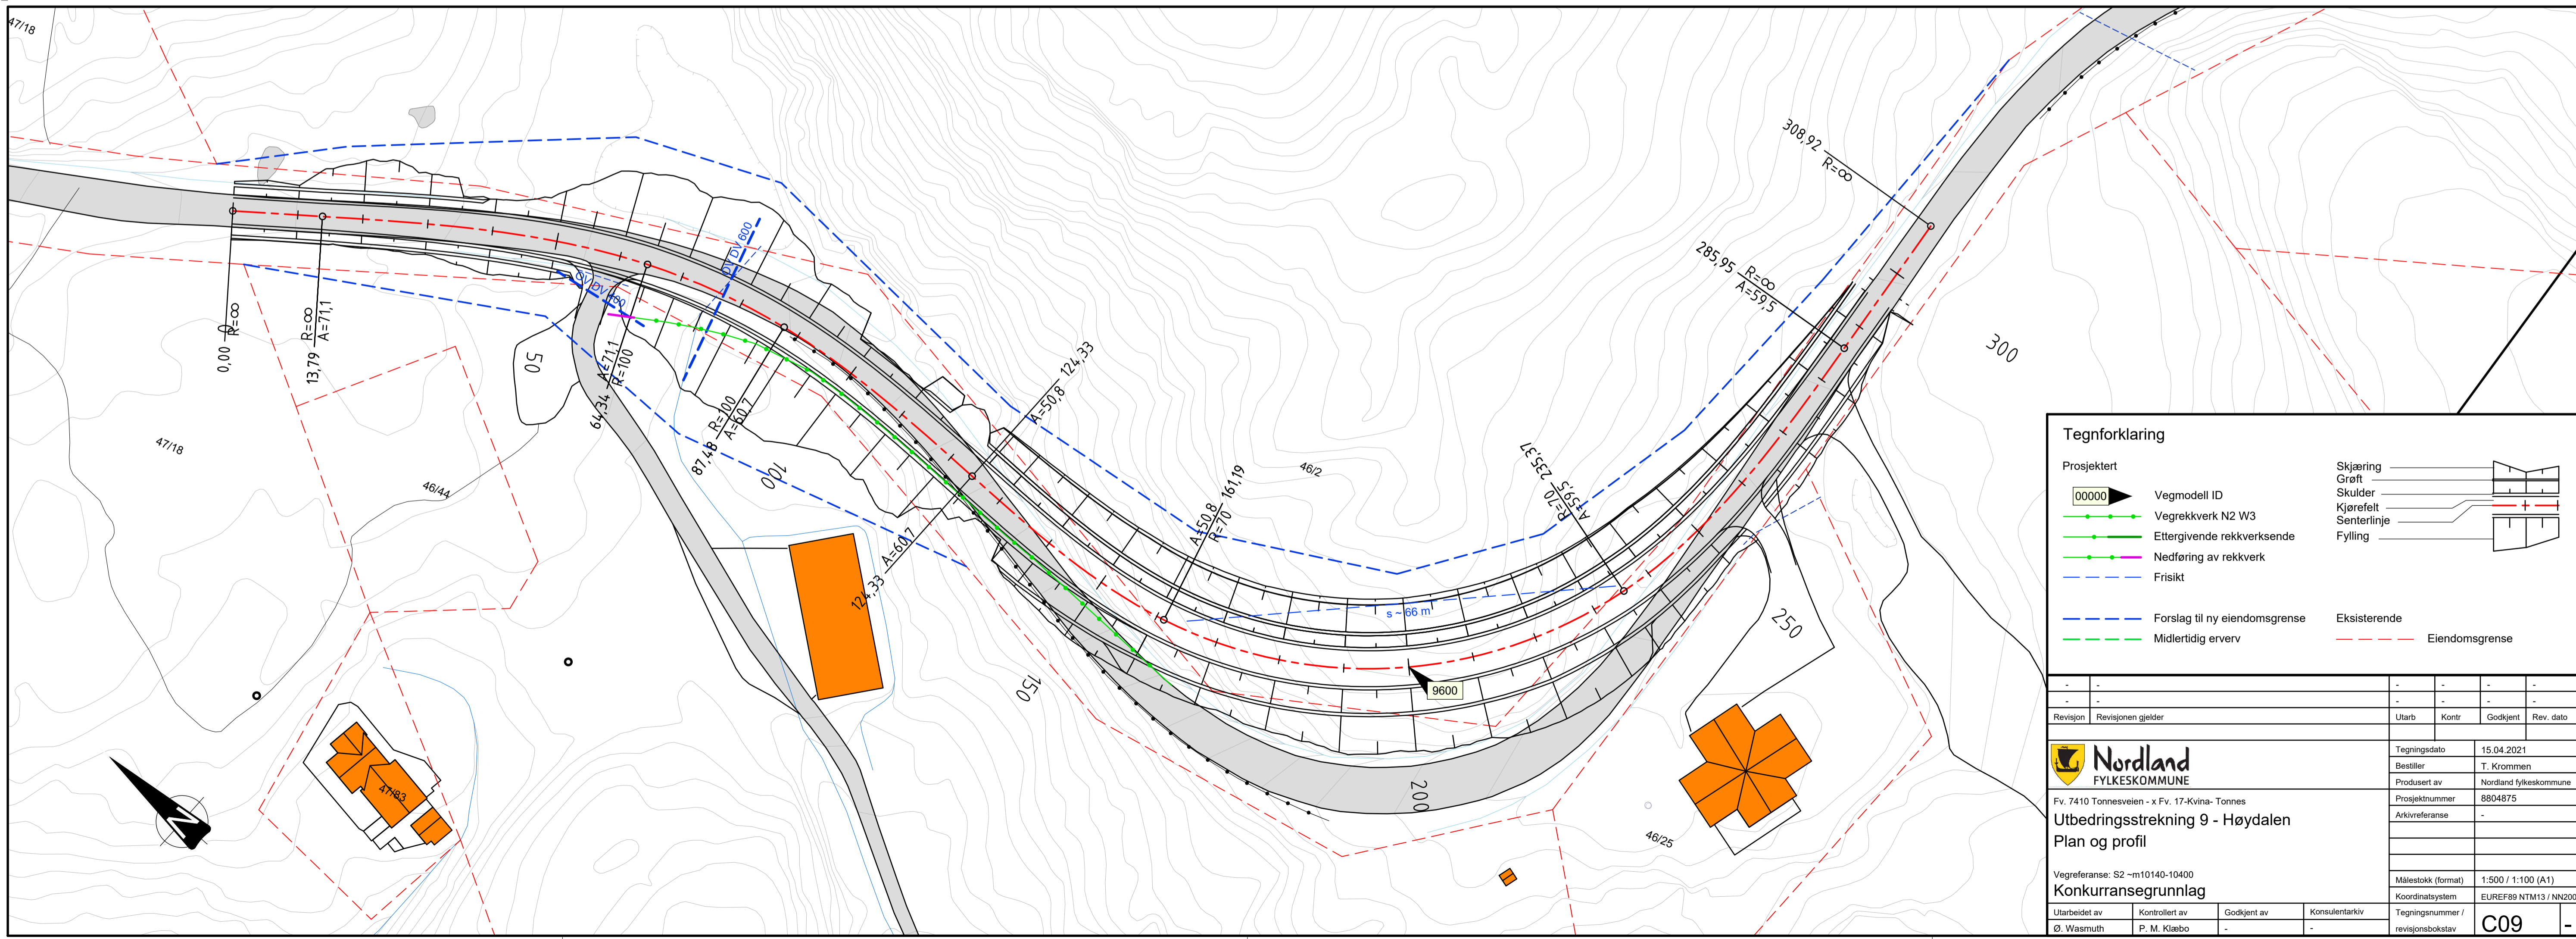 47/18
0,00
R=∞
0
13,79
R=∞
A=71,1
50
64,34
A=71,1
R=100
OV DV 600
87,48
R=100
A=60,7
100
124,33
A=60,7
A=50,8
124,33
A=50,8
161,19
R=70
235,37
R=70
A=59,5
285,95
R=∞
A=59,5
308,92
R=∞
300
250
200
150
47/18
46/44
46/2
s ~ 66 m
9600
47/83
46/25
N
Tegnforklaring
Prosjektert
00000
Vegmodell ID
Vegrekkverk N2 W3
Ettergivende rekkverksende
Nedføring av rekkverk
Frisikt
Forslag til ny eiendomsgrense
Midlertidig erverv
Skjæring
Grøft
Skulder
Kjørefelt
Senterlinje
Fylling
Eksisterende
Eiendomsgrense
- - - - - -
- - - - - -
Revisjon Revisjonen gjelder Utarb Kontr Godkjent Rev. dato
Nordland
FYLKESKOMMUNE
Fv. 7410 Tonnesveien - x Fv. 17-Kvina- Tonnes
Utbedringsstrekning 9 - Høydalen
Plan og profil
Vegreferanse: S2 ~m10140-10400
Konkurransegrunnlag
Tegningsdato 15.04.2021
Bestiller T. Krommen
Produsert av Nordland fylkeskommune
Prosjektnummer 8804875
Arkivreferanse -
Målestokk (format) 1:500 / 1:100 (A1)
Koordinatsystem EUREF89 NTM13 / NN200
Utarbeidet av Kontrollert av Godkjent av Konsulentarkiv
Ø. Wasmuth P. M. Klæbo - -
Tegningsnummer /
revisjonsbokstav
C09 -